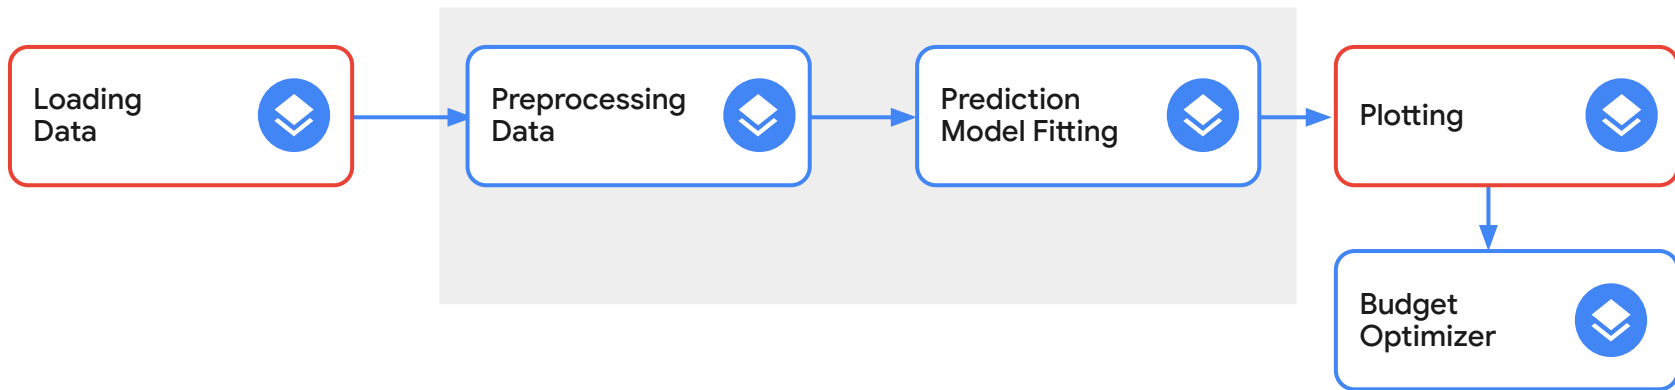 Loading
Data
Preprocessing
Data
Prediction
Model Fitting
Plotting
Budget
Optimizer